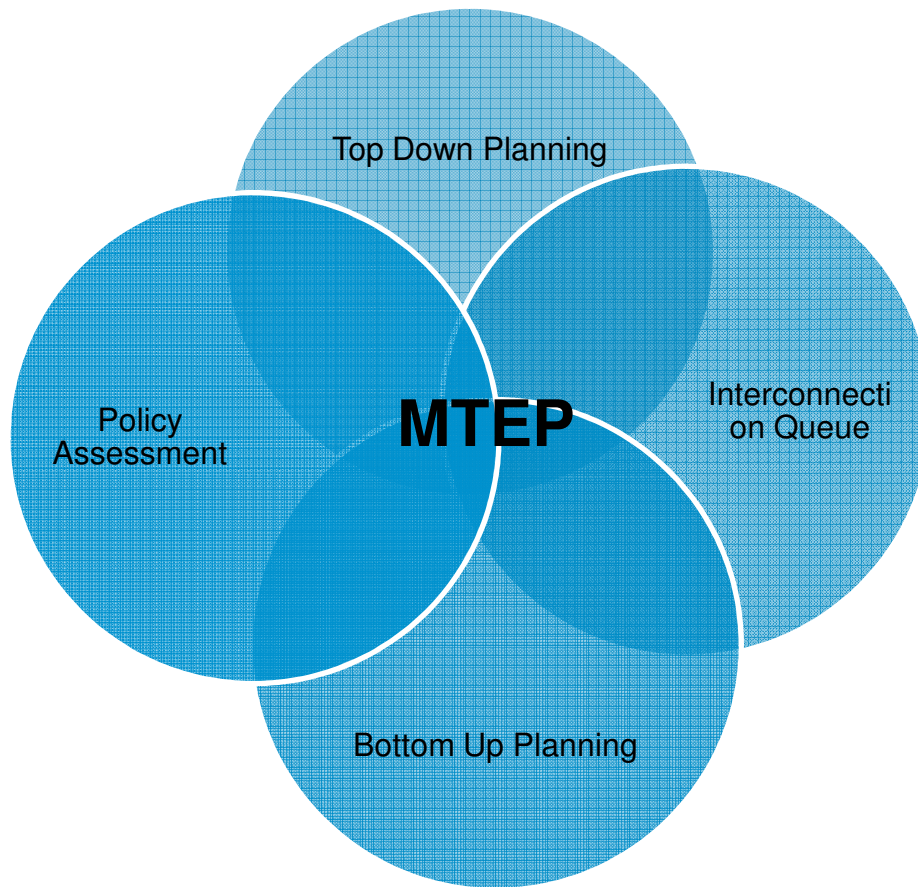 Top Down Planning
Interconnecti
on Queue
Policy
Assessment
MTEP
Bottom Up Planning